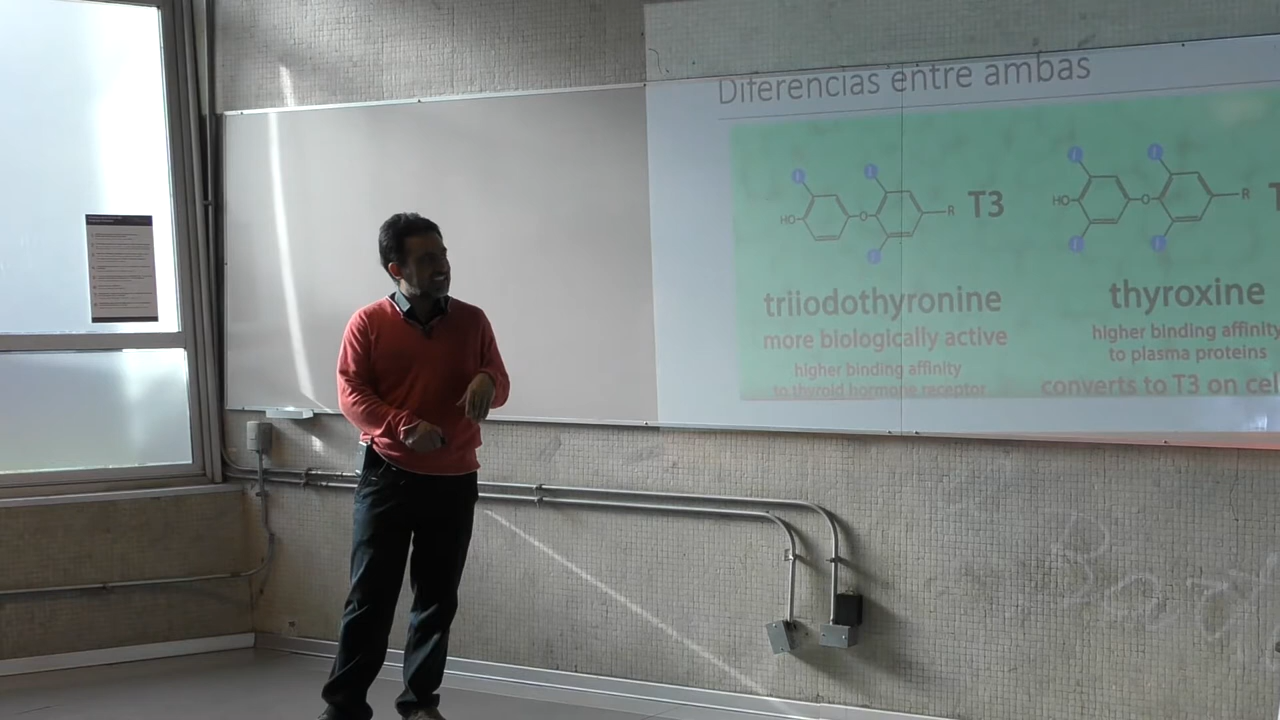 Diferencias entre ambas
I
I
HO
O
R
T3
I
triiodothyronine
more biologically active
higher binding affinity
to thyroid hormone receptor
I
I
HO
O
R
I
I
thyroxine
higher binding affinity
to plasma proteins
converts to T3 on